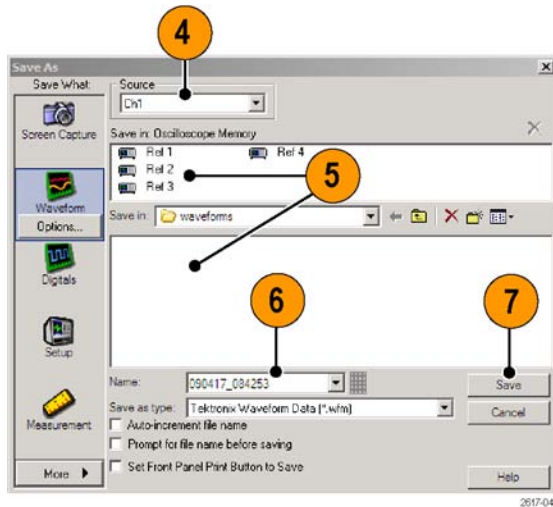 4
Save As
Save What:
Source
Ch1
Screen Capture
Save in: Oscilloscope Memory
Ref 1
Ref 4
Ref 2
Ref 3
5
Waveform
Options...
Save in:
waveforms
Digitals
6
7
Setup
Name:
090417_084253
Save
Save as type:
Tektronix Waveform Data (*.wfm)
Cancel
Measurement
Auto-increment file name
Prompt for file name before saving
Set Front Panel Print Button to Save
More
Help
2617-04